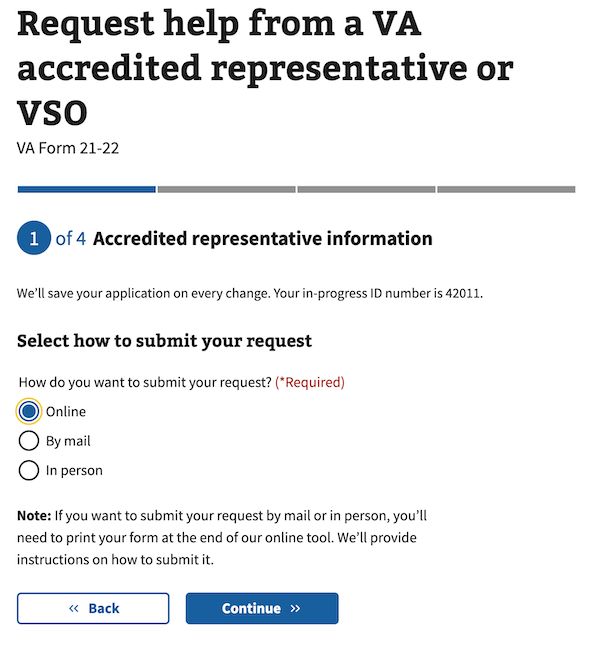 Request help from a VA
accredited representative or
VSO
VA Form 21-22
1 of 4 Accredited representative information
We’ll save your application on every change. Your in-progress ID number is 42011.
Select how to submit your request
How do you want to submit your request? (*Required)
Online
By mail
In person
Note: If you want to submit your request by mail or in person, you’ll
need to print your form at the end of our online tool. We’ll provide
instructions on how to submit it.
« Back
Continue »